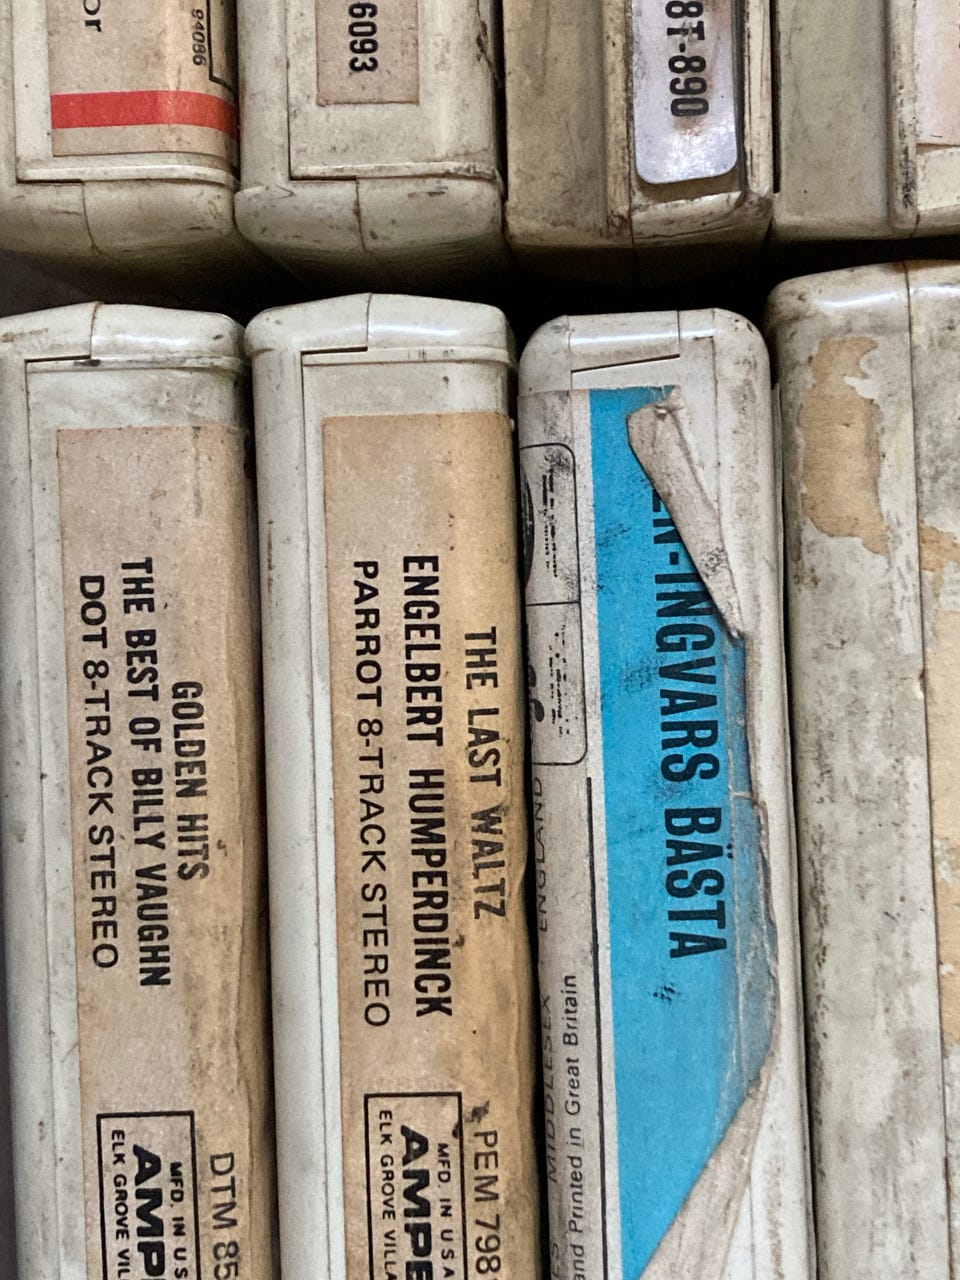 or
94086
6093
8T-890
GOLDEN HITS
THE BEST OF BILLY VAUGHN
DOT 8-TRACK STEREO
DTM 85
MFD. IN U S
AMP
ELK GROVE VIL
THE LAST WALTZ
ENGELBERT HUMPERDINCK
PARROT 8-TRACK STEREO
PEM 798
MFD. IN U S A
AMPE
ELK GROVE VILLA
EN-INGVARS BÄSTA
MIDDLESEX ENGLAND
and Printed in Great Britain